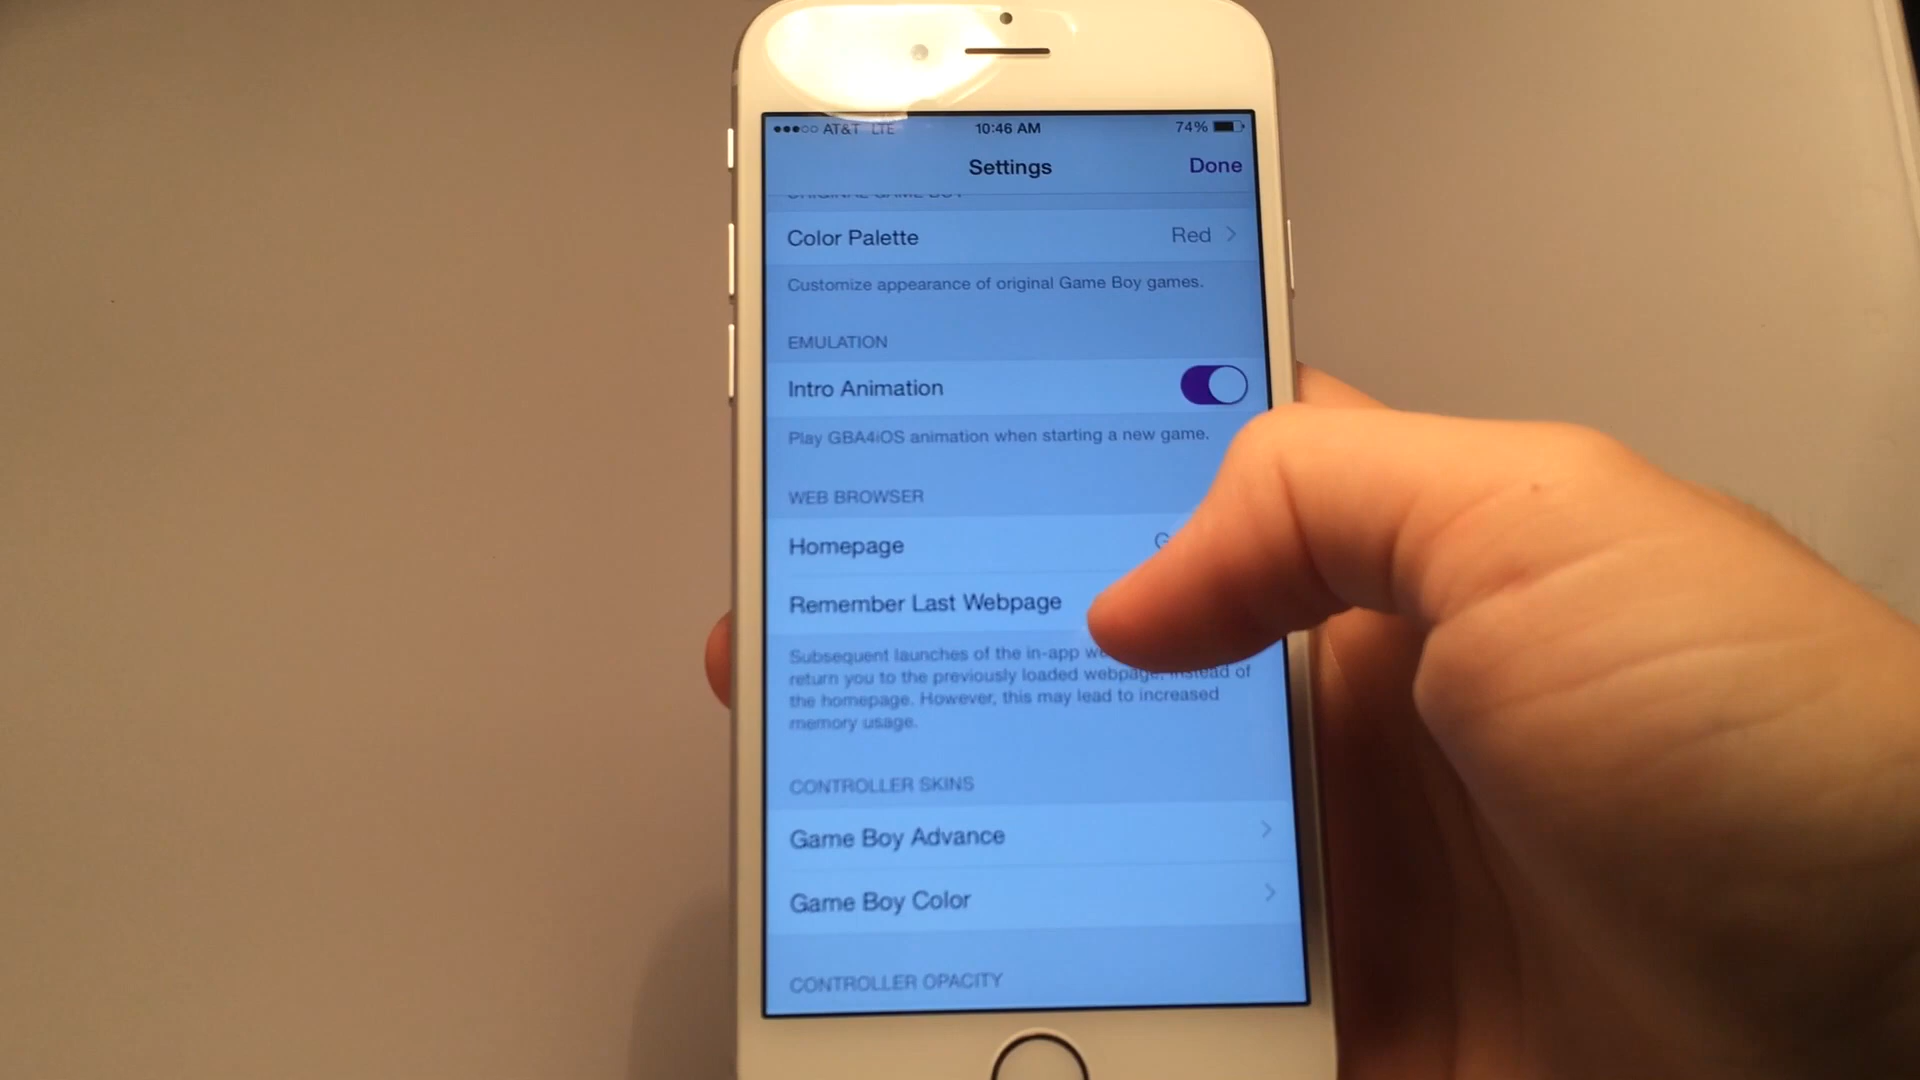 AT&T LTE 10:46 AM 74%
Settings Done
ORIGINAL GAME BOY
Color Palette Red
Customize appearance of original Game Boy games.
EMULATION
Intro Animation
Play GBA4iOS animation when starting a new game.
WEB BROWSER
Homepage G
Remember Last Webpage
Subsequent launches of the in-app
return you to the previously loaded webpage, instead of
the homepage. However, this may lead to increased
memory usage.
CONTROLLER SKINS
Game Boy Advance
Game Boy Color
CONTROLLER OPACITY